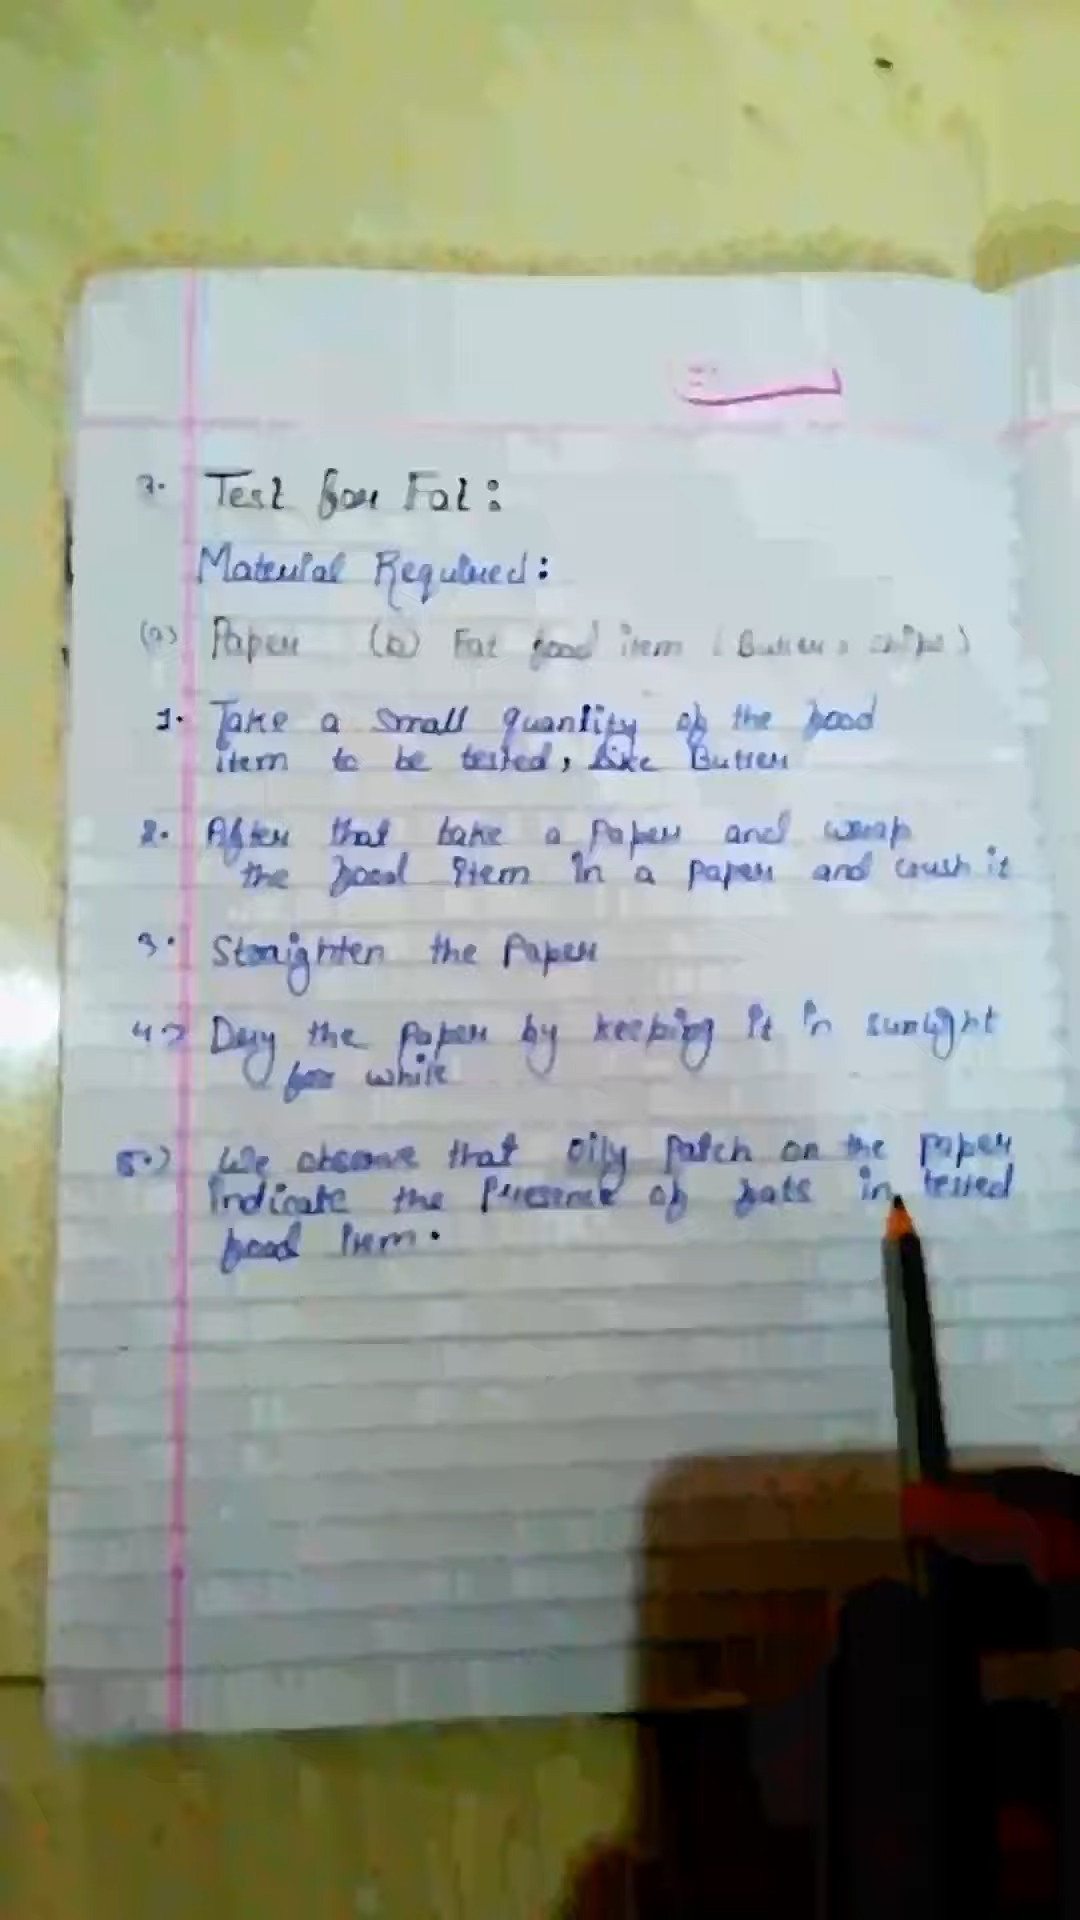 3. Test for Fat:
Material Required:
(a) Paper (b) Fat food item (Butter, chips)
1. Take a small quantity of the food
item to be tested, like Butter
2. After that take a paper and wrap
the food item in a paper and crush it
3. Straighten the Paper
4. Dry the paper by keeping it in sunlight
for while
5.) We observe that oily patch on the paper
indicate the Presence of fats in tested
food item.